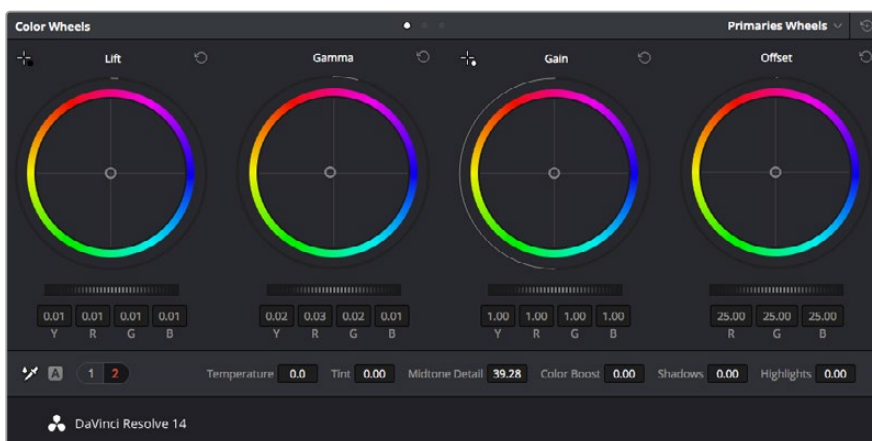 Color Wheels Primaries Wheels
Lift Gamma Gain Offset
0.01 0.01 0.01 0.01 0.02 0.03 0.02 0.01 1.00 1.00 1.00 1.00 25.00 25.00 25.00
Y R G B Y R G B Y R G B R G B
A 1 2 Temperature 0.0 Tint 0.00 Midtone Detail 39.28 Color Boost 0.00 Shadows 0.00 Highlights 0.00
DaVinci Resolve 14